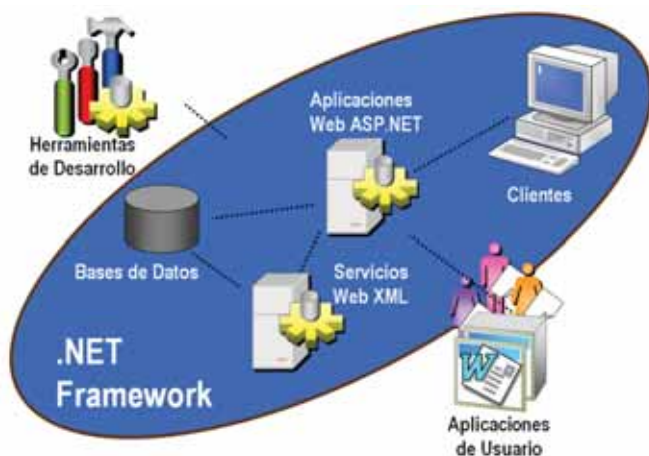 Herramientas
de Desarrollo
Aplicaciones
Web ASP.NET
Clientes
Bases de Datos
Servicios
Web XML
.NET
Framework
W
Aplicaciones
de Usuario